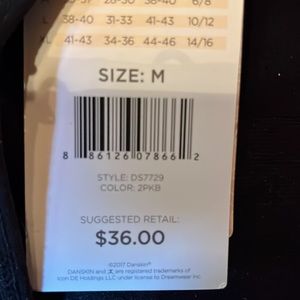 L 38-40 31-33 41-43 10/12
XL 41-43 34-36 44-46 14/16
SIZE: M
8 86126 07866 2
STYLE: DS7729
COLOR: 2PKB
SUGGESTED RETAIL:
$36.00
©2017 Danskin®
DANSKIN and are registered trademarks of
Icon DE Holdings LLC under license to Dreamwear Inc.